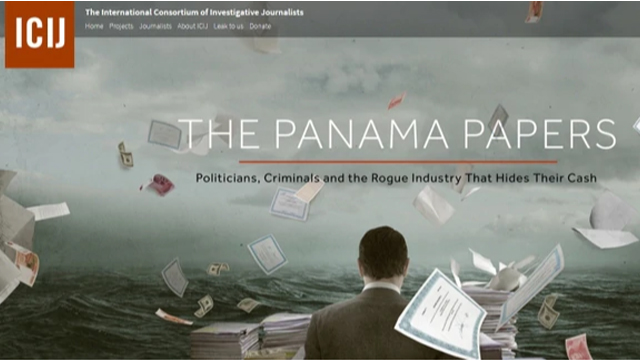 ICIJ
The International Consortium of Investigative Journalists
Home Projects Journalists About ICIJ Leak to us Donate
THE PANAMA PAPERS
Politicians, Criminals and the Rogue Industry That Hides Their Cash